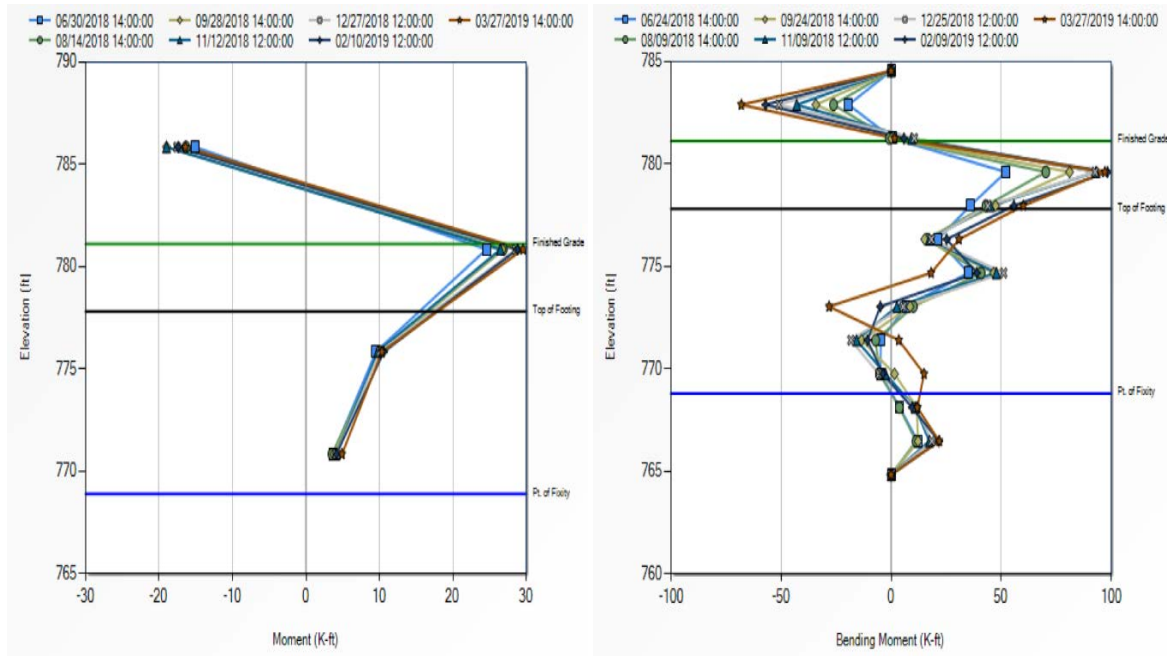 06/30/2018 14:00:00 09/28/2018 14:00:00 12/27/2018 12:00:00 03/27/2019 14:00:00
08/14/2018 14:00:00 11/12/2018 12:00:00 02/10/2019 12:00:00
790
785
780
775
770
765
Elevation [ft]
Finished Grade
Top of Footing
Pt. of Fixity
-30 -20 -10 0 10 20 30
Moment (K-ft)
06/24/2018 14:00:00 09/24/2018 14:00:00 12/25/2018 12:00:00 03/27/2019 14:00:00
08/09/2018 14:00:00 11/09/2018 12:00:00 02/09/2019 12:00:00
785
780
775
770
765
760
Elevation [ft]
Finished Grade
Top of Footing
Pt. of Fixity
-100 -50 0 50 100
Bending Moment (K-ft)